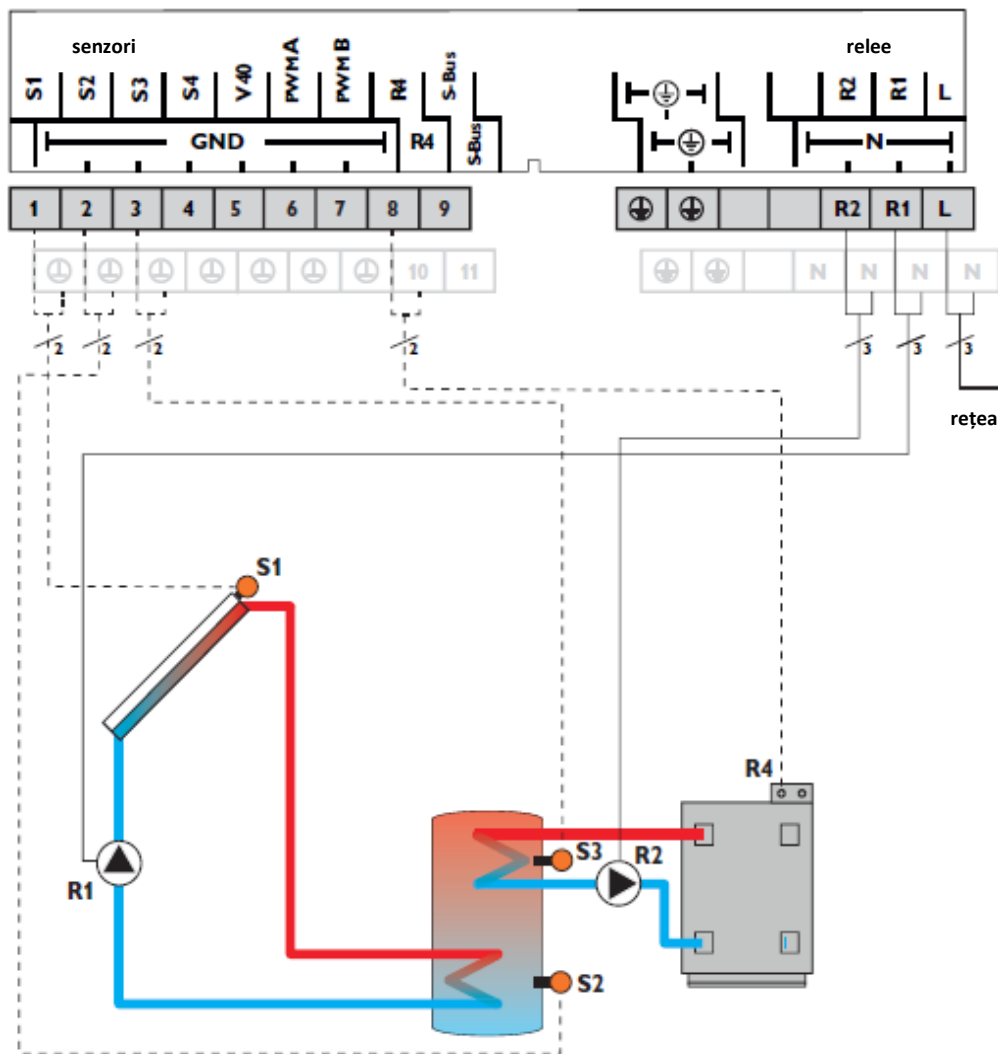 senzori
relee
S1 S2 S3 S4 V40 PWM A PWM B R4 S-Bus
R2 R1 L
GND R4 S-Bus
N
1 2 3 4 5 6 7 8 9
R2 R1 L
10 11
N N N N
2 2 2 2 3 3 3
rețea
S1
R4
S3 R2
R1
S2